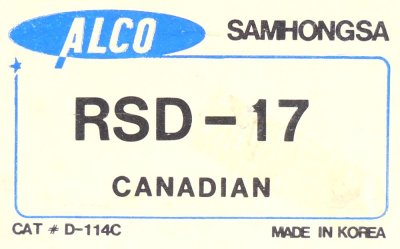 ALCO SAMHONGSA
RSD-17
CANADIAN
CAT # D-114C MADE IN KOREA